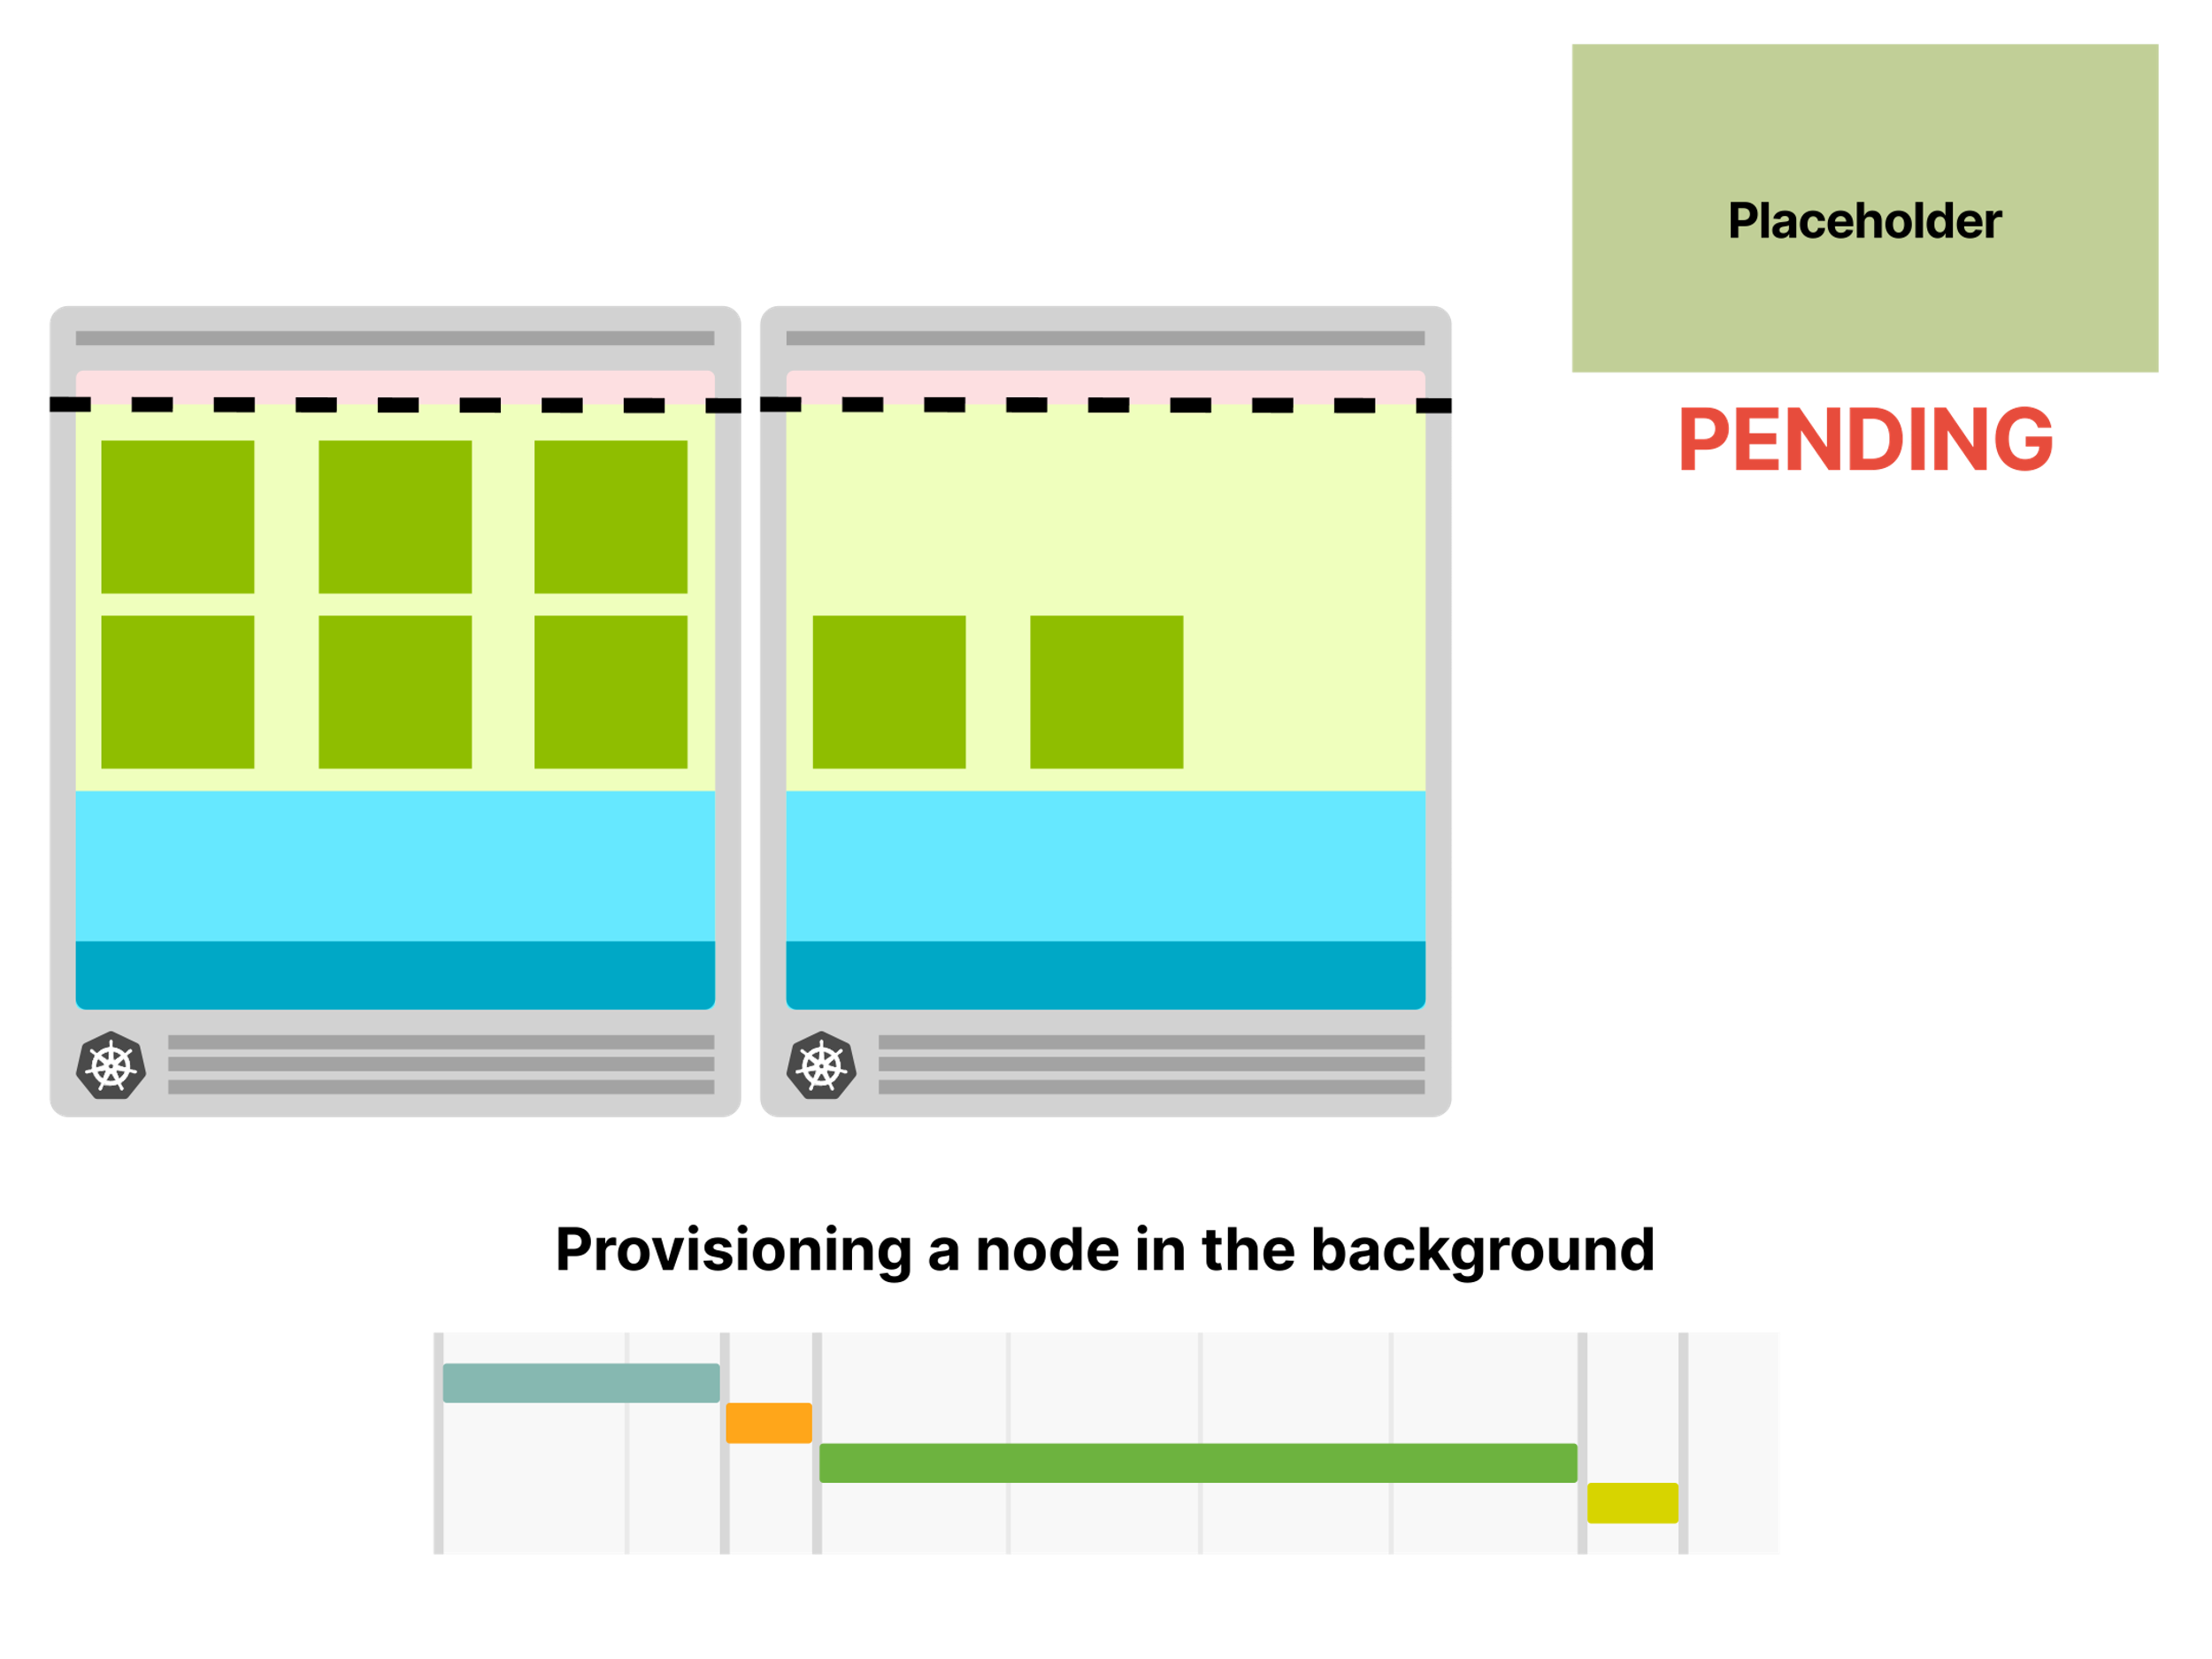 Placeholder
PENDING
Provisioning a node in the background